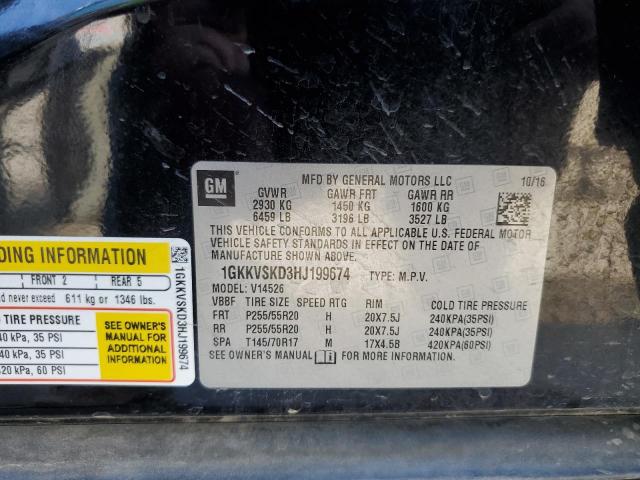 GM
MFD BY GENERAL MOTORS LLC 10/16
GVWR GAWR FRT GAWR RR
2930 KG 1450 KG 1600 KG
6459 LB 3196 LB 3527 LB
THIS VEHICLE CONFORMS TO ALL APPLICABLE U.S. FEDERAL MOTOR
VEHICLE SAFETY STANDARDS IN EFFECT ON THE DATE OF
MANUFACTURE SHOWN ABOVE.
1GKKVSKD3HJ199674 TYPE: M.P.V.
MODEL: V14526
VBBF TIRE SIZE SPEED RTG RIM COLD TIRE PRESSURE
FRT P255/55R20 H 20X7.5J 240KPA(35PSI)
RR P255/55R20 H 20X7.5J 240KPA(35PSI)
SPA T145/70R17 M 17X4.5B 420KPA(60PSI)
SEE OWNER'S MANUAL FOR MORE INFORMATION.
DING INFORMATION
FRONT 2 REAR 5
never exceed 611 kg or 1346 lbs.
TIRE PRESSURE
40 kPA, 35 PSI
40 kPA, 35 PSI
20 kPA, 60 PSI
SEE OWNER'S
MANUAL FOR
ADDITIONAL
INFORMATION
1GKKVSKD3HJ199674